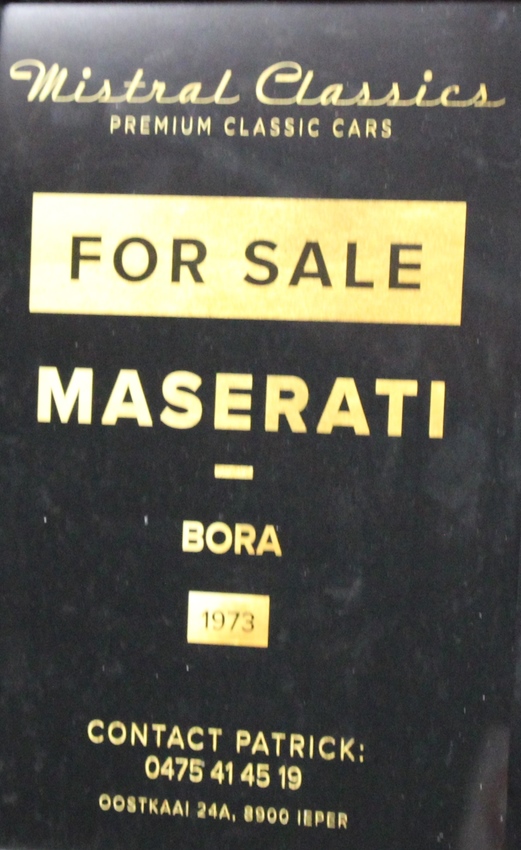 Mistral Classics
PREMIUM CLASSIC CARS
FOR SALE
MASERATI
–
BORA
1973
CONTACT PATRICK:
0475 41 45 19
OOSTKAAI 24A, 8900 IEPER